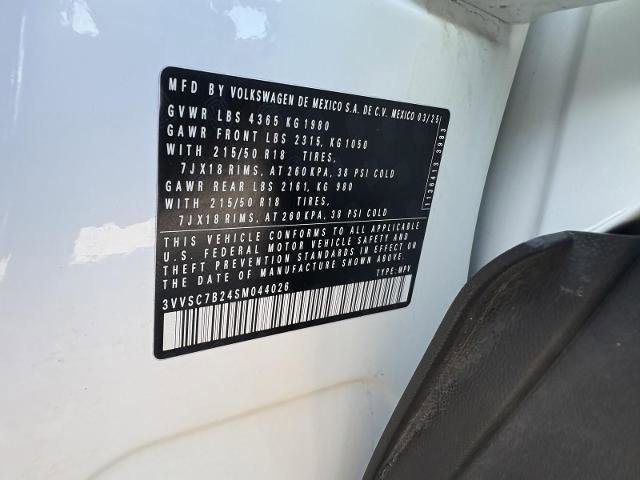 MFD BY VOLKSWAGEN DE MEXICO S.A. DE C.V. MEXICO 03/25
GVWR LBS 4365 KG 1980
GAWR FRONT LBS 2315, KG 1050
WITH 215/50 R18 TIRES,
7JX18 RIMS, AT 260 KPA, 38 PSI COLD
GAWR REAR LBS 2161, KG 980
WITH 215/50 R18 TIRES,
7JX18 RIMS, AT 260 KPA, 38 PSI COLD
THIS VEHICLE CONFORMS TO ALL APPLICABLE
U.S. FEDERAL MOTOR VEHICLE SAFETY AND
THEFT PREVENTION STANDARDS IN EFFECT ON
THE DATE OF MANUFACTURE SHOWN ABOVE.
3VVSC7B24SM044026 TYPE:MPV
1136113 3983